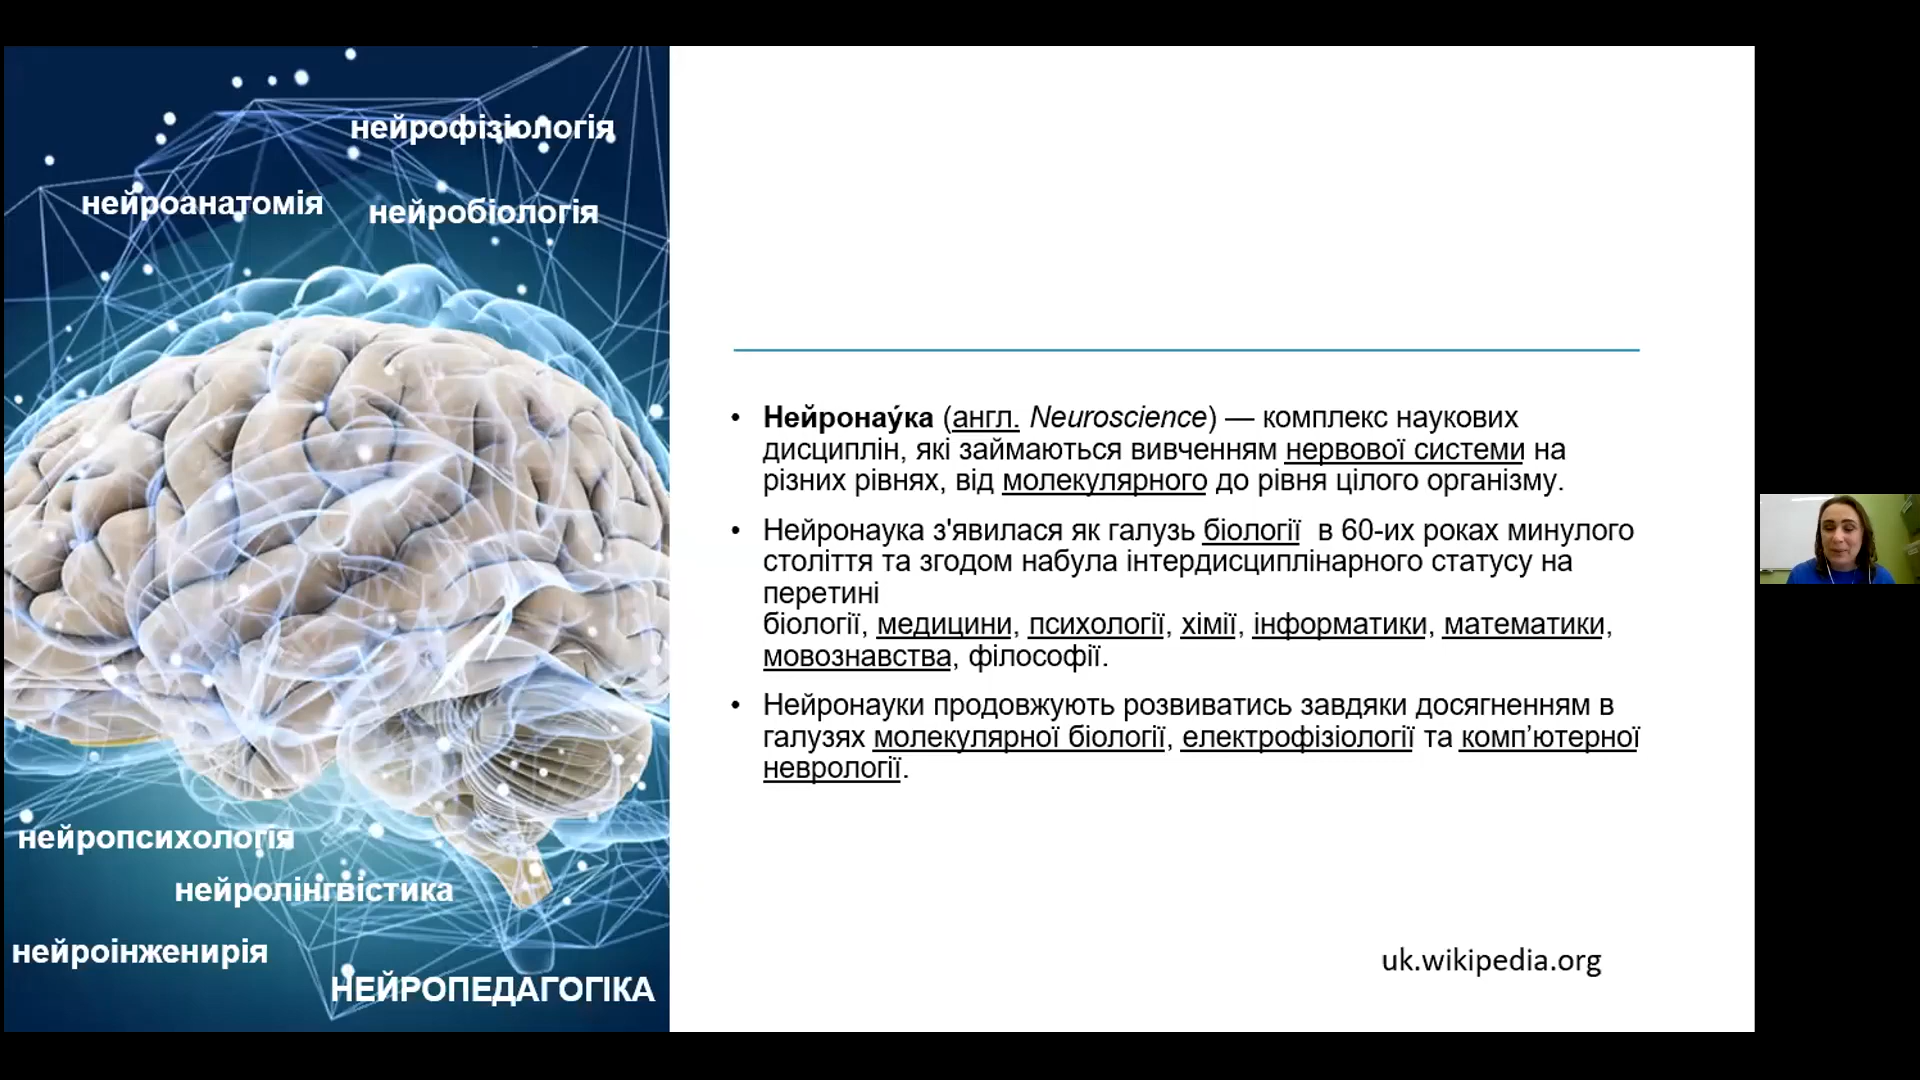 нейрофізіологія
нейроанатомія
нейробіологія
нейропсихологія
нейролінгвістика
нейроінженирія
НЕЙРОПЕДАГОГІКА
• Нейронау́ка (англ. Neuroscience) — комплекс наукових
дисциплін, які займаються вивченням нервової системи на
різних рівнях, від молекулярного до рівня цілого організму.
• Нейронаука з'явилася як галузь біології в 60-их роках минулого
століття та згодом набула інтердисциплінарного статусу на
перетині
біології, медицини, психології, хімії, інформатики, математики,
мовознавства, філософії.
• Нейронауки продовжують розвиватись завдяки досягненням в
галузях молекулярної біології, електрофізіології та комп’ютерної
неврології.
uk.wikipedia.org